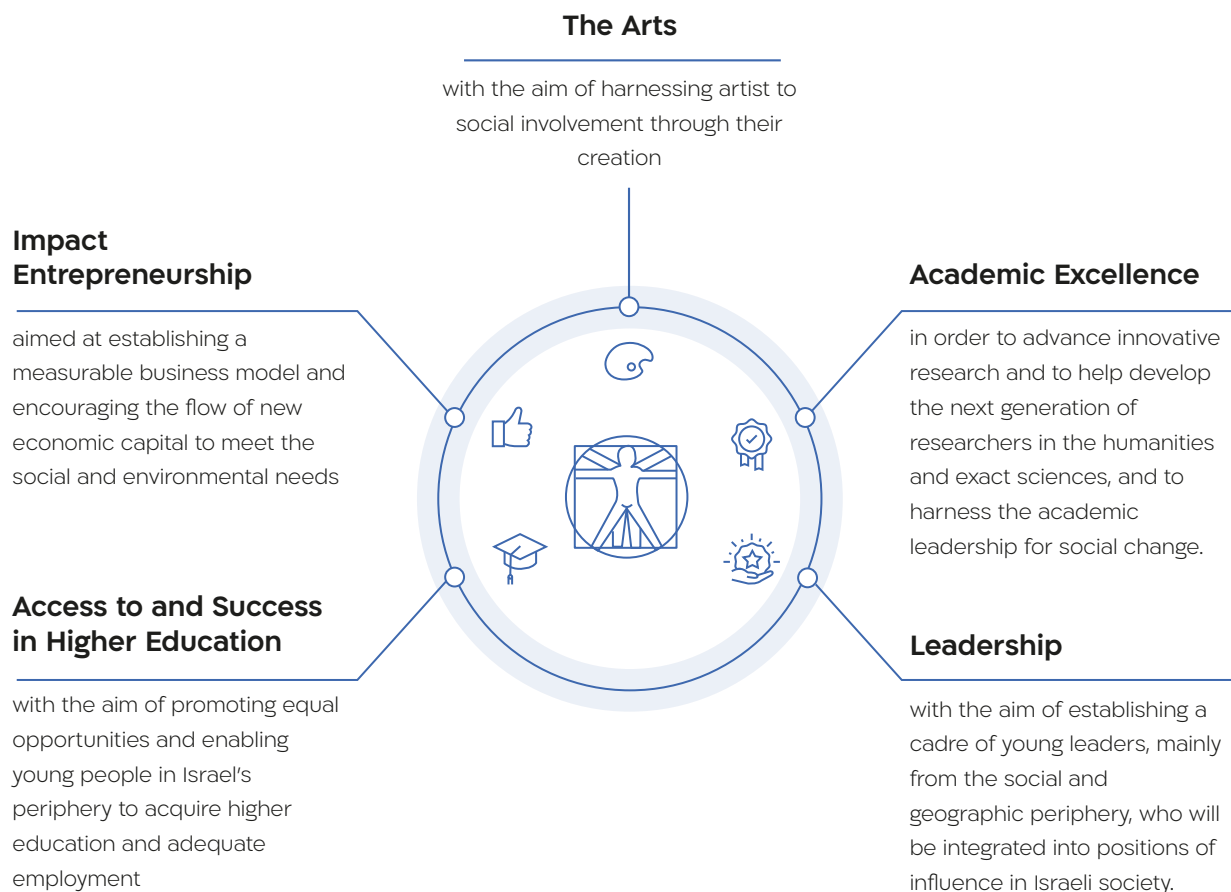 The Arts
with the aim of harnessing artist to
social involvement through their
creation
Impact
Entrepreneurship
aimed at establishing a
measurable business model and
encouraging the flow of new
economic capital to meet the
social and environmental needs
Academic Excellence
in order to advance innovative
research and to help develop
the next generation of
researchers in the humanities
and exact sciences, and to
harness the academic
leadership for social change.
Access to and Success
in Higher Education
with the aim of promoting equal
opportunities and enabling
young people in Israel's
periphery to acquire higher
education and adequate
employment
Leadership
with the aim of establishing a
cadre of young leaders, mainly
from the social and
geographic periphery, who will
be integrated into positions of
influence in Israeli society.